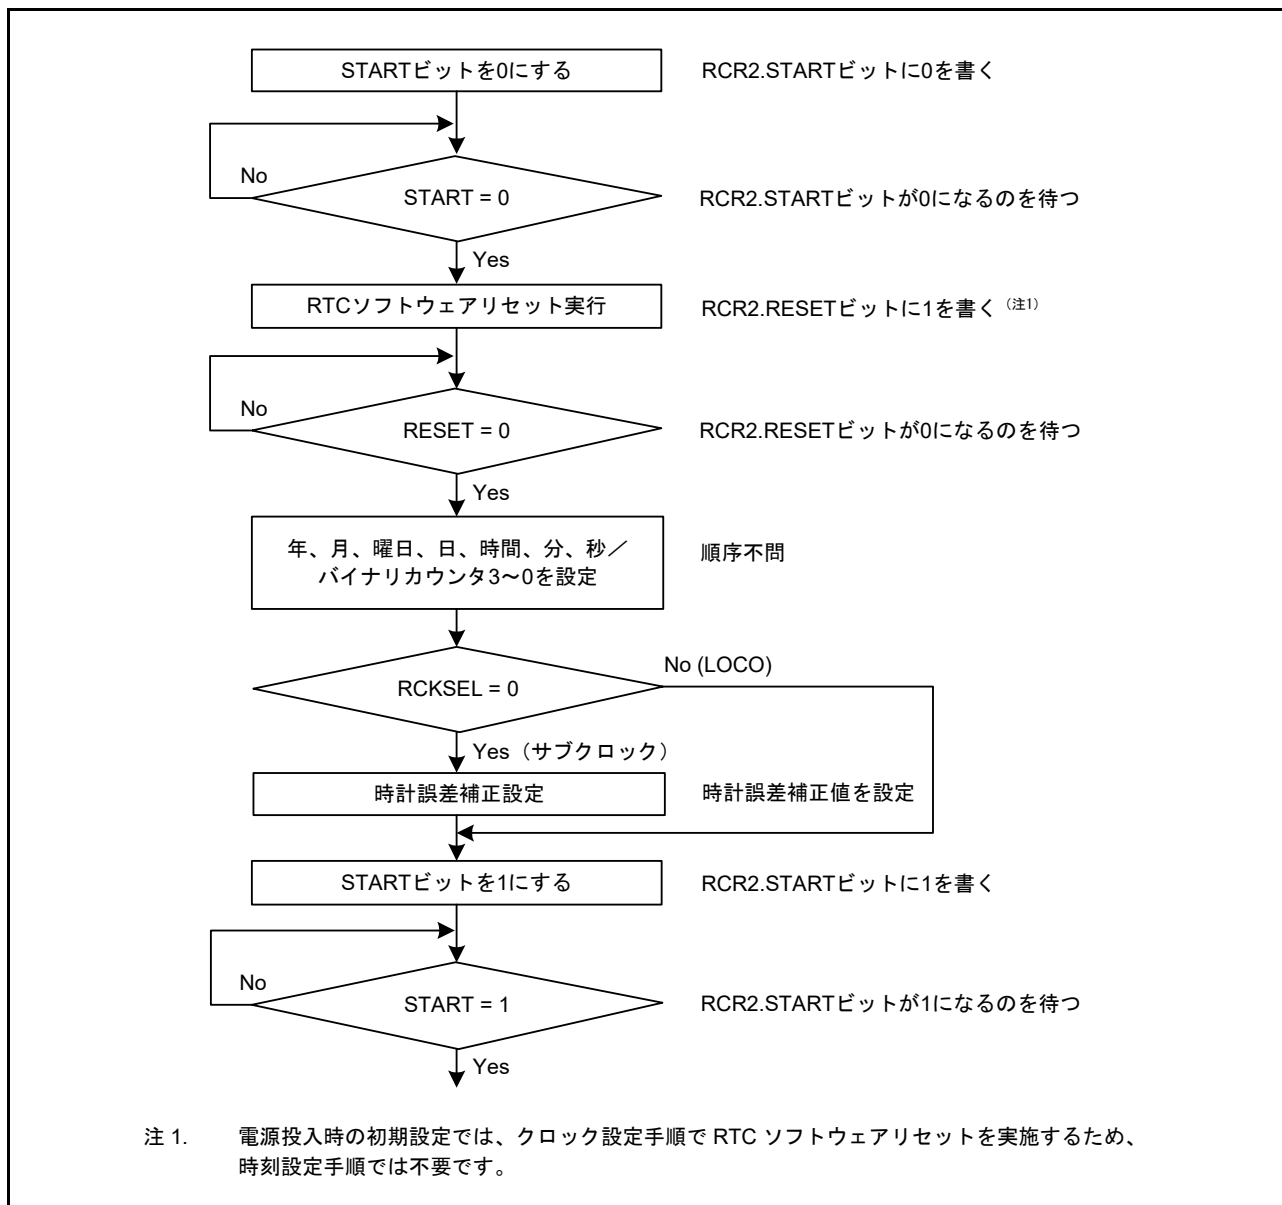 STARTビットを0にする
RCR2.STARTビットに0を書く
No
START = 0
RCR2.STARTビットが0になるのを待つ
Yes
RTCソフトウェアリセット実行
RCR2.RESETビットに1を書く（注1）
No
RESET = 0
RCR2.RESETビットが0になるのを待つ
Yes
年、月、曜日、日、時間、分、秒／
バイナリカウンタ3～0を設定
順序不問
No (LOCO)
RCKSEL = 0
Yes（サブクロック）
時計誤差補正設定
時計誤差補正値を設定
STARTビットを1にする
RCR2.STARTビットに1を書く
No
START = 1
RCR2.STARTビットが1になるのを待つ
Yes
注 1. 電源投入時の初期設定では、クロック設定手順で RTC ソフトウェアリセットを実施するため、
時刻設定手順では不要です。